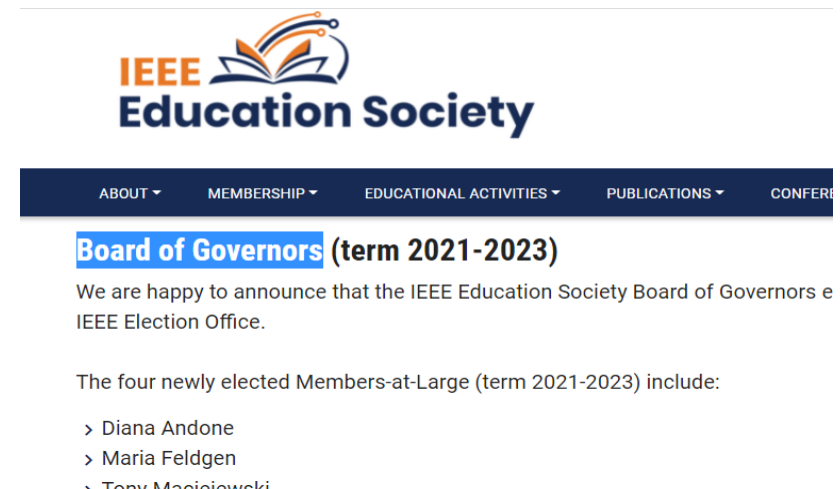 IEEE
Education Society
ABOUT MEMBERSHIP EDUCATIONAL ACTIVITIES PUBLICATIONS
Board of Governors (term 2021-2023)
We are happy to announce that the IEEE Education Society Board of Governors
IEEE Election Office.
The four newly elected Members-at-Large (term 2021-2023) include:
Diana Andone
Maria Feldgen
Tony Maciejewski